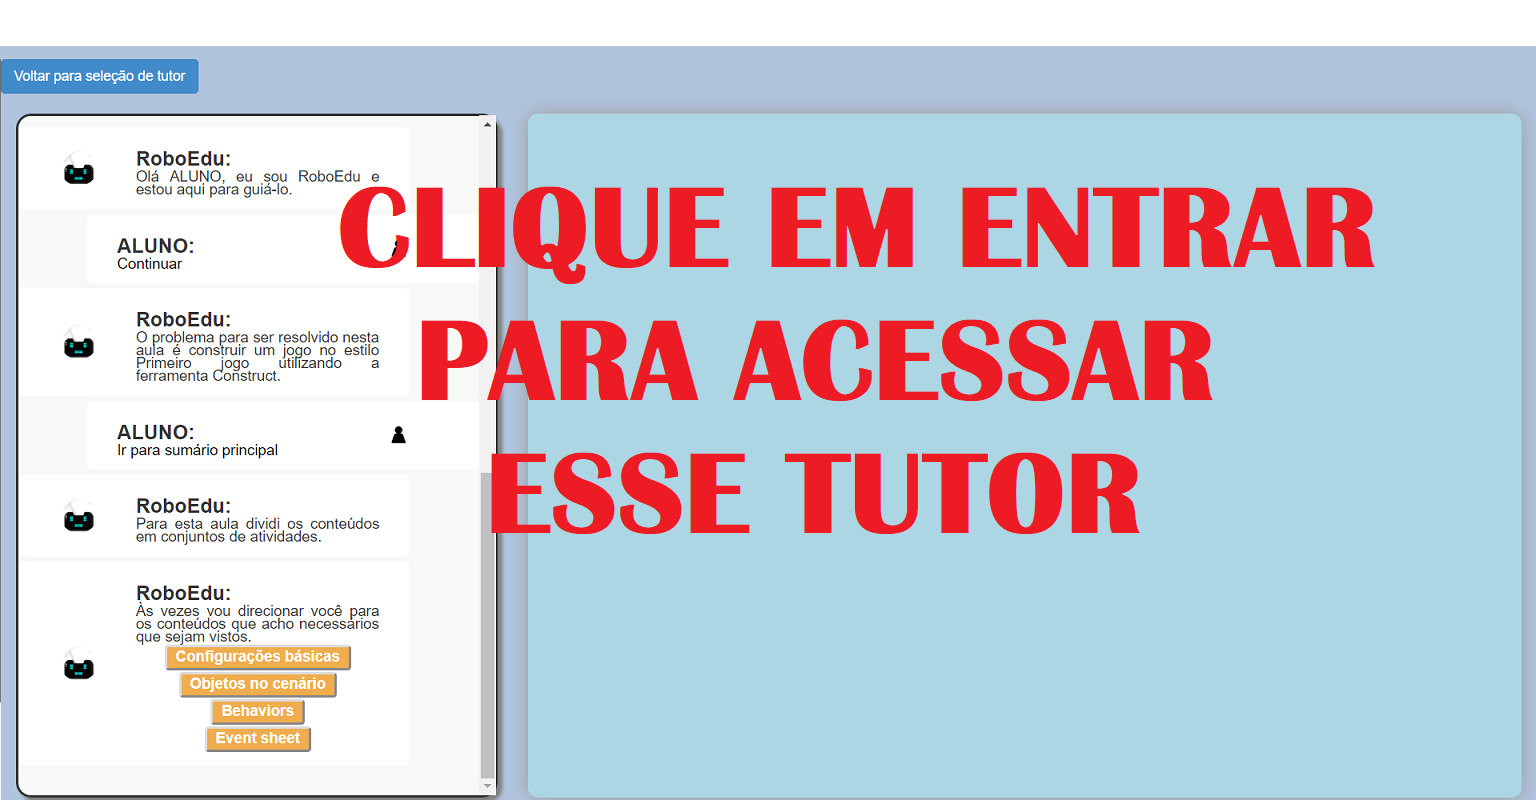 Voltar para seleção de tutor
RoboEdu:
Olá ALUNO, eu sou RoboEdu e
estou aqui para guiá-lo.
ALUNO:
Continuar
RoboEdu:
O problema para ser resolvido nesta
aula é construir um jogo no estilo
Primeiro jogo utilizando a
ferramenta Construct.
ALUNO:
Ir para sumário principal
RoboEdu:
Para esta aula dividi os conteúdos
em conjuntos de atividades.
RoboEdu:
Às vezes vou direcionar você para
os conteúdos que acho necessários
que sejam vistos.
Configurações básicas
Objetos no cenário
Behaviors
Event sheet
CLIQUE EM ENTRAR
PARA ACESSAR
ESSE TUTOR